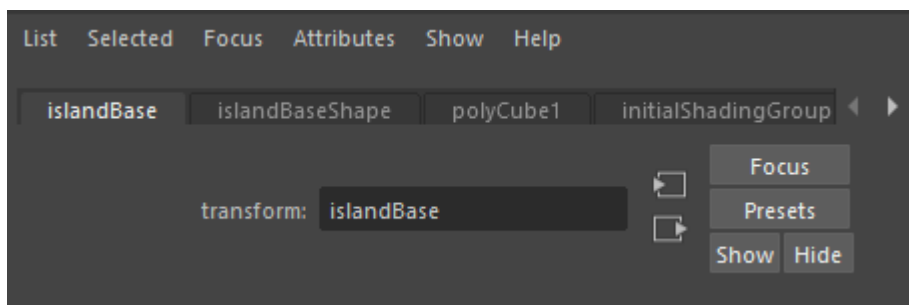 List Selected Focus Attributes Show Help
islandBase islandBaseShape polyCube1 initialShadingGroup
Focus
transform: islandBase
Presets
Show Hide